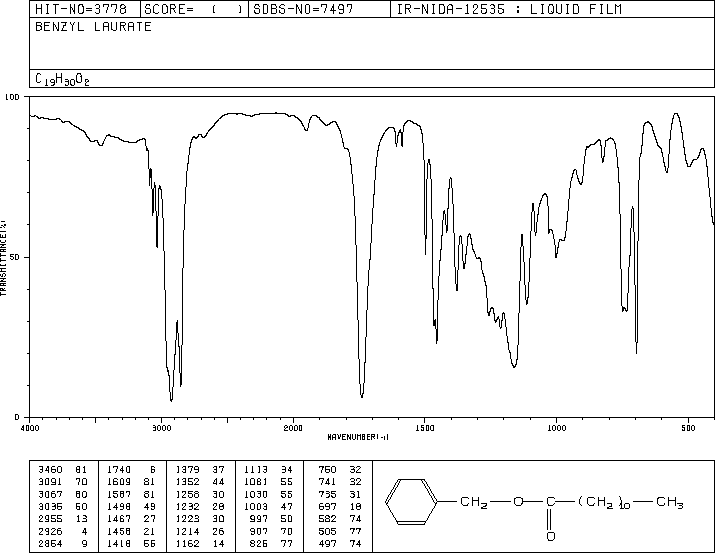 HIT-NO=3778 SCORE= ( ) SDBS-NO=7497 IR-NIDA-12535 : LIQUID FILM
BENZYL LAURATE
C19H30O2
100
50
0
TRANSMITTANCE(%)
4000 3000 2000 1500 1000 500
WAVENUMBER(-1)
3460 81 1740 6 1379 37 1113 34 750 32
3091 70 1609 81 1352 44 1081 55 741 32
3067 60 1587 81 1258 30 1030 55 735 31
3035 50 1498 49 1232 28 1003 47 697 18
2955 13 1467 27 1223 30 997 50 582 74
2926 4 1458 21 1214 26 907 70 505 77
2854 9 1418 55 1162 14 826 77 497 74
CH2 O C (CH2)10 CH3
O